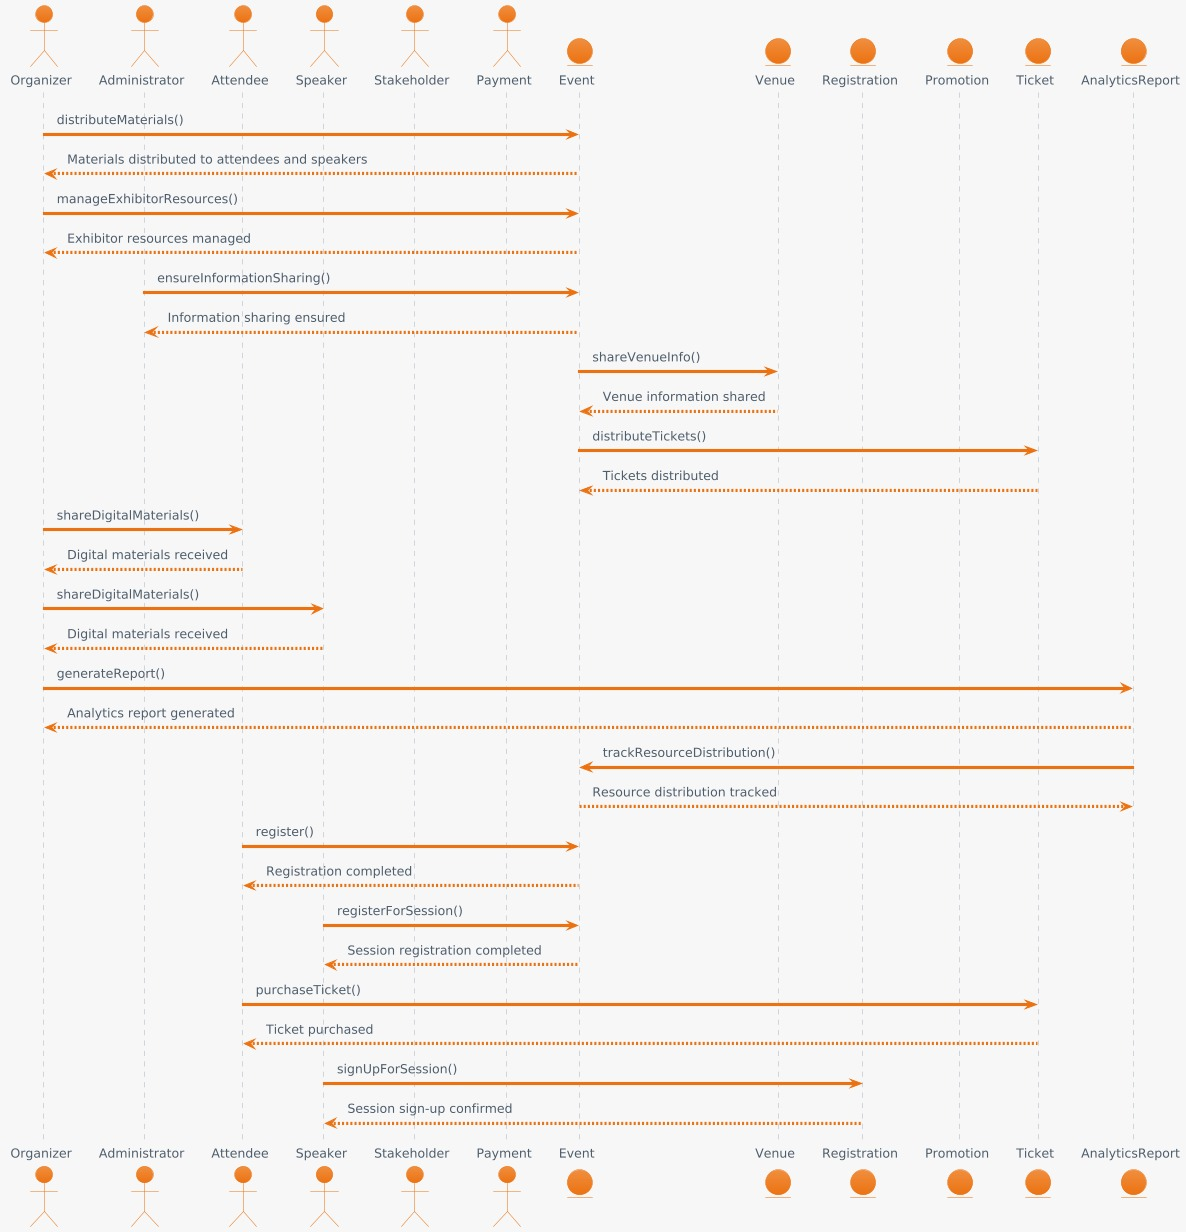 Organizer Administrator Attendee Speaker Stakeholder Payment Event Venue Registration Promotion Ticket AnalyticsReport
distributeMaterials()
Materials distributed to attendees and speakers
manageExhibitorResources()
Exhibitor resources managed
ensureInformationSharing()
Information sharing ensured
shareVenueInfo()
Venue information shared
distributeTickets()
Tickets distributed
shareDigitalMaterials()
Digital materials received
shareDigitalMaterials()
Digital materials received
generateReport()
Analytics report generated
trackResourceDistribution()
Resource distribution tracked
register()
Registration completed
registerForSession()
Session registration completed
purchaseTicket()
Ticket purchased
signUpForSession()
Session sign-up confirmed
Organizer Administrator Attendee Speaker Stakeholder Payment Event Venue Registration Promotion Ticket AnalyticsReport